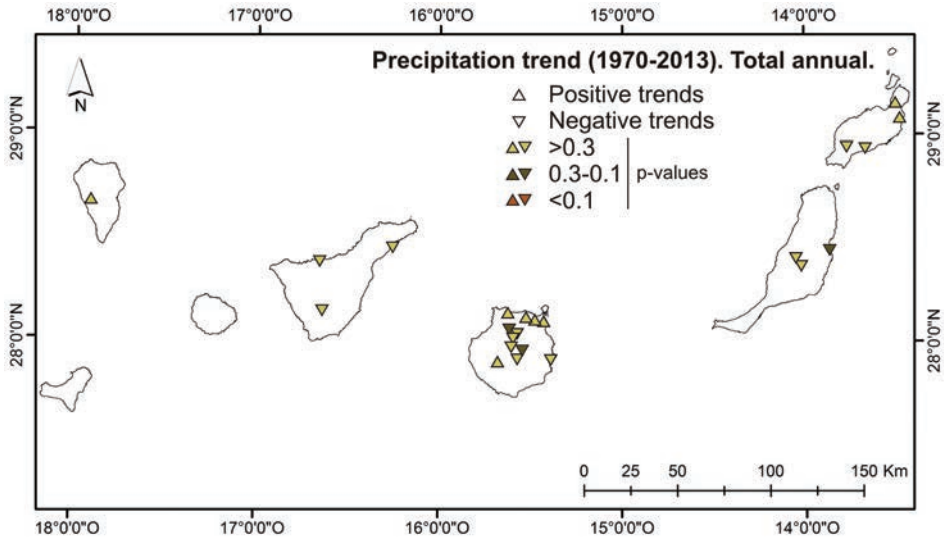 18°0'0"O 17°0'0"O 16°0'0"O 15°0'0"O 14°0'0"O
Precipitation trend (1970-2013). Total annual.
N
Positive trends
Negative trends
>0.3
0.3-0.1
<0.1
p-values
29°0'0"N
29°0'0"N
28°0'0"N
28°0'0"N
0 25 50 100 150 Km
18°0'0"O 17°0'0"O 16°0'0"O 15°0'0"O 14°0'0"O